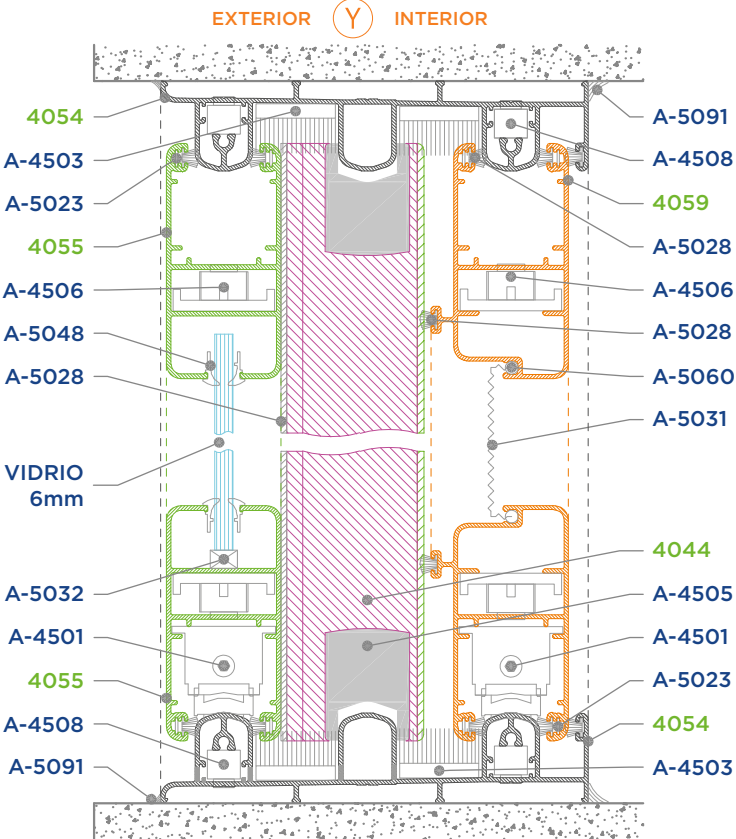 EXTERIOR Y INTERIOR
4054
A-4503
A-5023
4055
A-4506
A-5048
A-5028
VIDRIO
6mm
A-5032
A-4501
4055
A-4508
A-5091
A-5091
A-4508
4059
A-5028
A-4506
A-5028
A-5060
A-5031
4044
A-4505
A-4501
A-5023
4054
A-4503